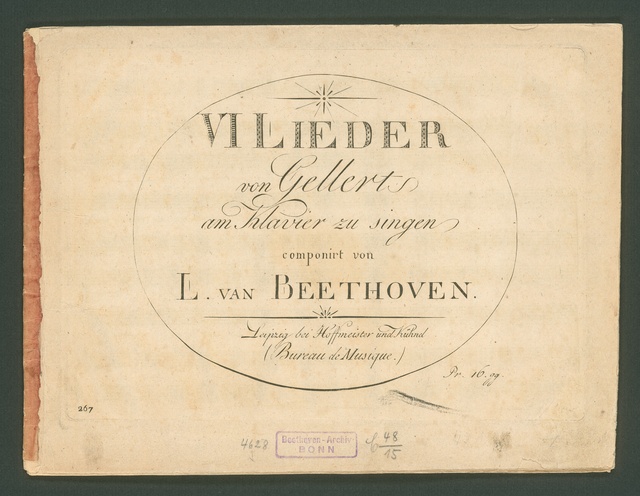 VI LIEDER
von Gellert
am Klavier zu singen
componirt von
L. VAN BEETHOVEN.
Leipzig bei Hoffmeister und Kühnel
(Bureau de Musique.)
Pr. 16. gg.
267
4628
Beethoven-Archiv
BONN
48
15